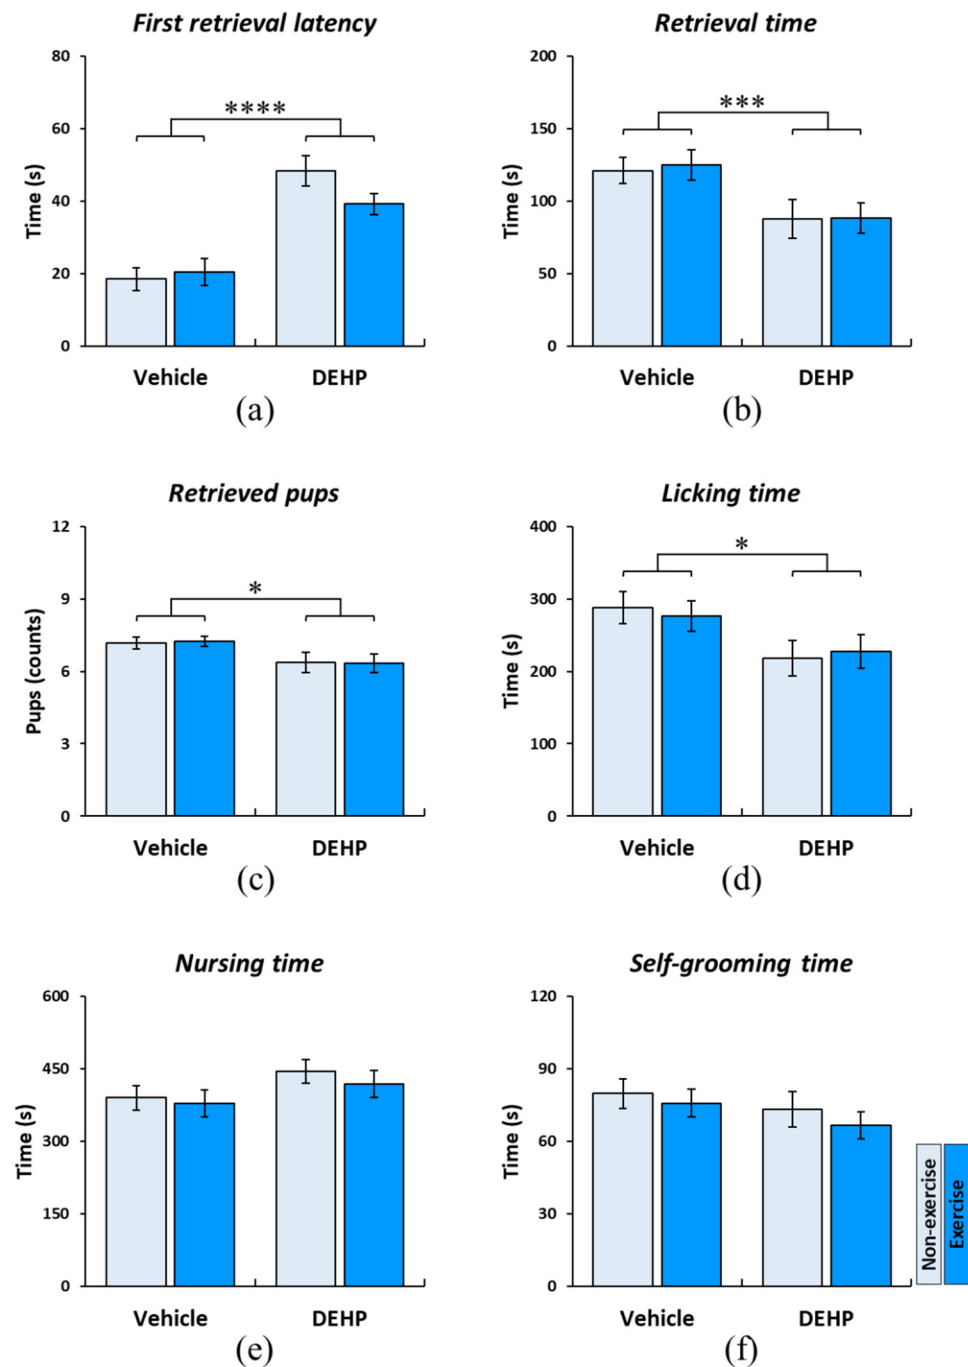 First retrieval latency
80
60
40
20
0
Time (s)
****
Vehicle DEHP
(a)
Retrieval time
200
150
100
50
0
Time (s)
***
Vehicle DEHP
(b)
Retrieved pups
12
9
6
3
0
Pups (counts)
*
Vehicle DEHP
(c)
Licking time
400
300
200
100
0
Time (s)
*
Vehicle DEHP
(d)
Nursing time
600
450
300
150
0
Time (s)
Vehicle DEHP
(e)
Self-grooming time
120
90
60
30
0
Time (s)
Vehicle DEHP
(f)
Non-exercise
Exercise